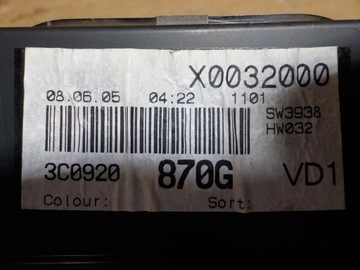 X0032000
08.06.05 04:22 1101
SW3938
HW032
3C0920 870G VD1
Colour: Sort: